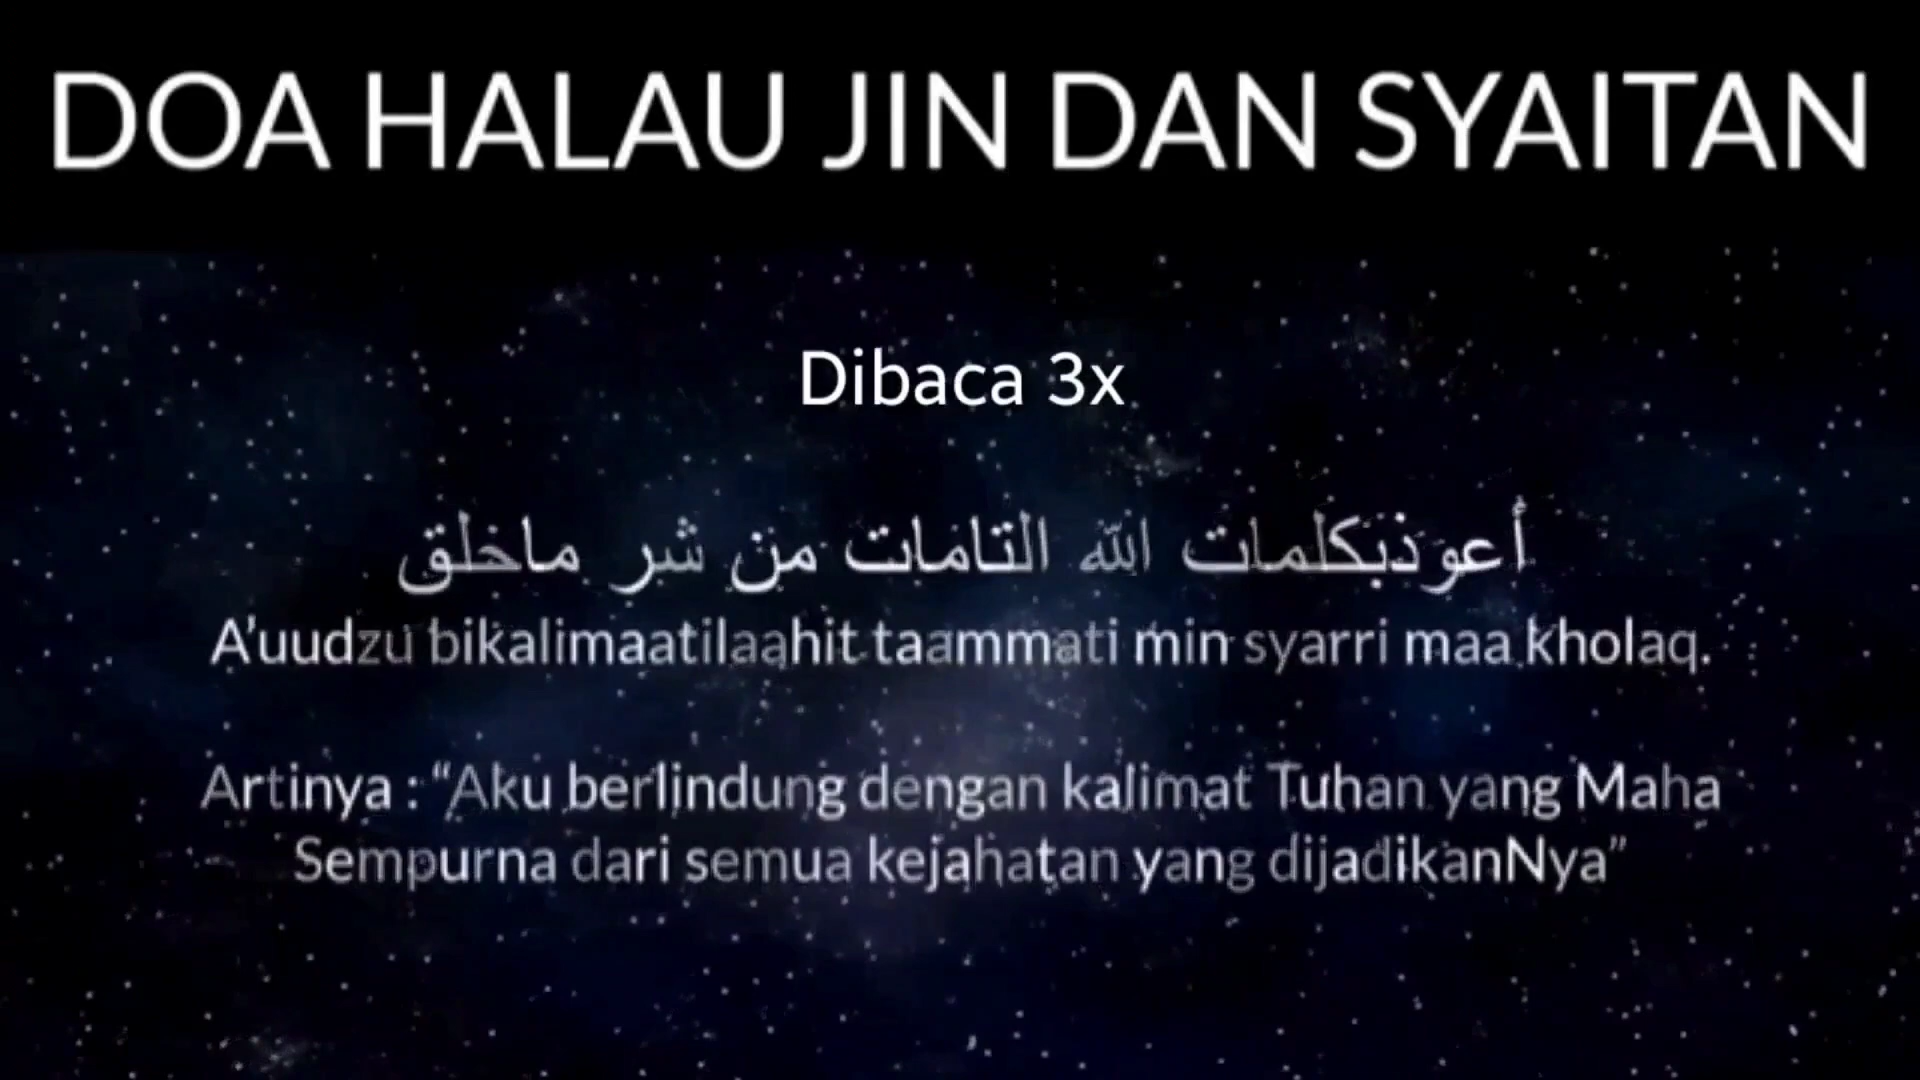 DOA HALAU JIN DAN SYAITAN
Dibaca 3x
أعوذبكلمات الله التامات من شر ماخلق
A'uudzu bikalimaatilaahit taammati min syarri maa kholaq.
Artinya : “Aku berlindung dengan kalimat Tuhan yang Maha
Sempurna dari semua kejahatan yang dijadikanNya”